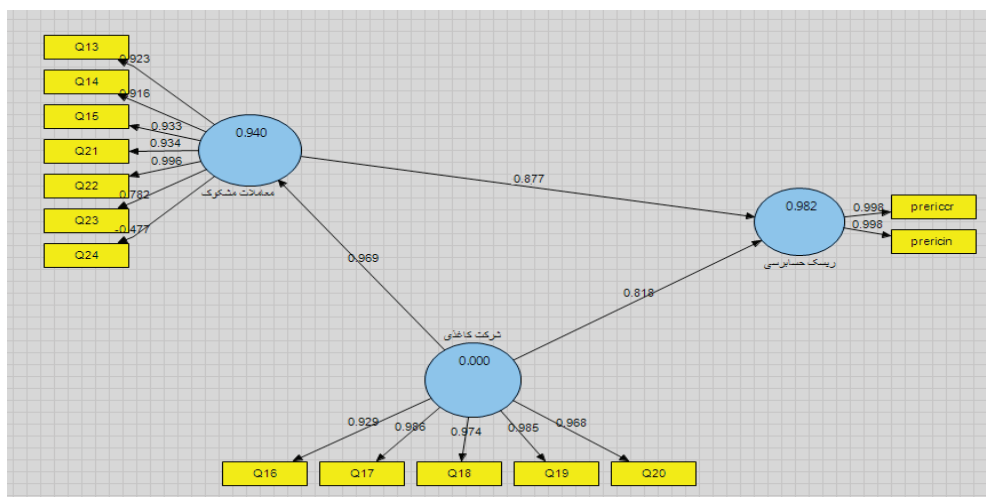 Q13
0.923
Q14
0.916
Q15
0.933
Q21
0.934
Q22
0.996
Q23
0.782
Q24
-0.477
0.940
معاملات مشکوک
0.877
0.982
ریسک حسابرسی
0.998
prericcr
0.998
prericin
0.969
0.818
شرکت کاغذی
0.000
0.929
0.986
0.974
0.985
0.968
Q16
Q17
Q18
Q19
Q20